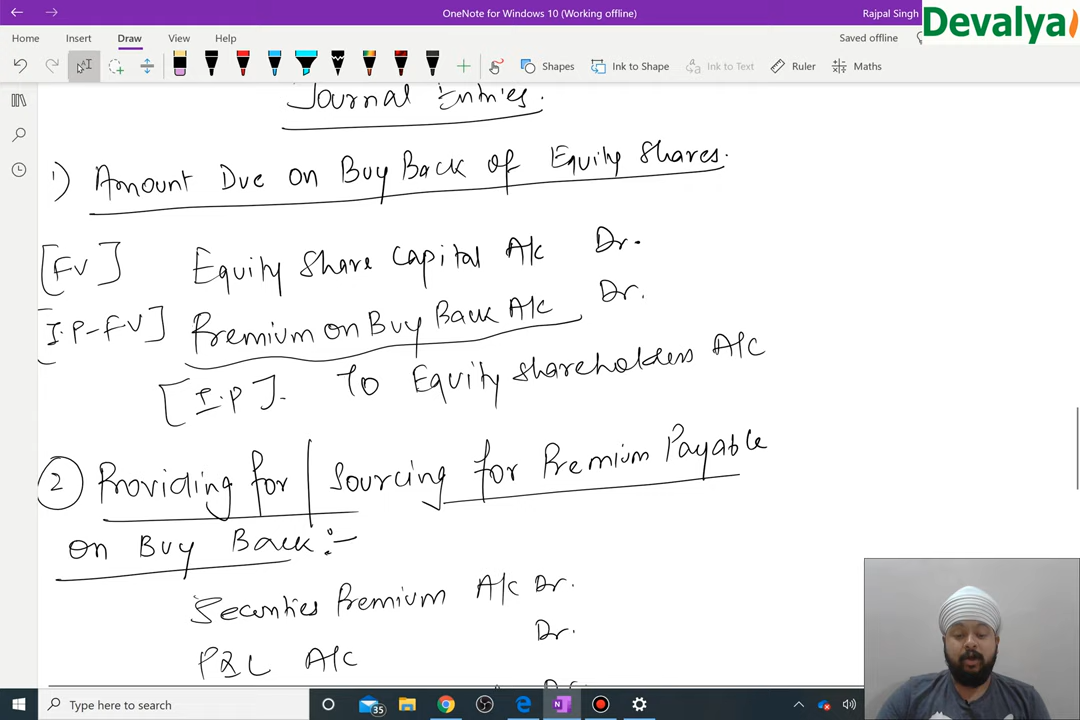 OneNote for Windows 10 (Working offline)
Rajpal Singh
Devalya
Home Insert Draw View Help
Saved offline
Shapes Ink to Shape Ink to Text Ruler Maths
Journal Entries.
1) Amount Due on Buy Back of Equity Shares.
[FV] Equity Share Capital A/c Dr.
[I.P-FV] Premium on Buy Back A/c Dr.
[I.P]. To Equity shareholders A/c
2 Providing for / Sourcing for Premium Payable
on Buy Back:-
Securities Premium A/c Dr.
P&L A/c Dr.
Type here to search
35